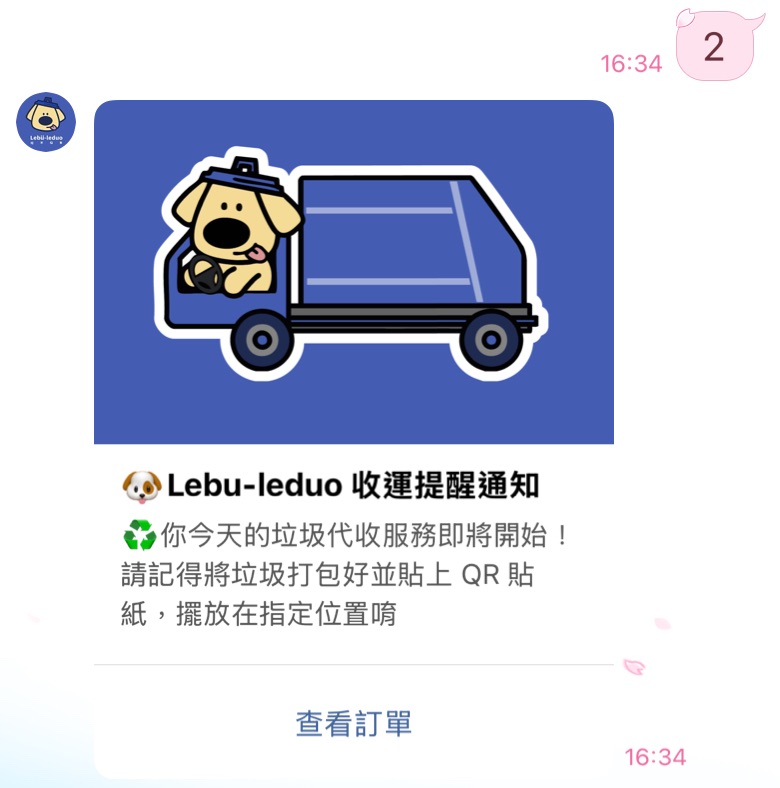 2
16:34
Lebu-leduo
🐶Lebu-leduo 收運提醒通知
♻️你今天的垃圾代收服務即將開始！
請記得將垃圾打包好並貼上 QR 貼
紙，擺放在指定位置唷
查看訂單
16:34